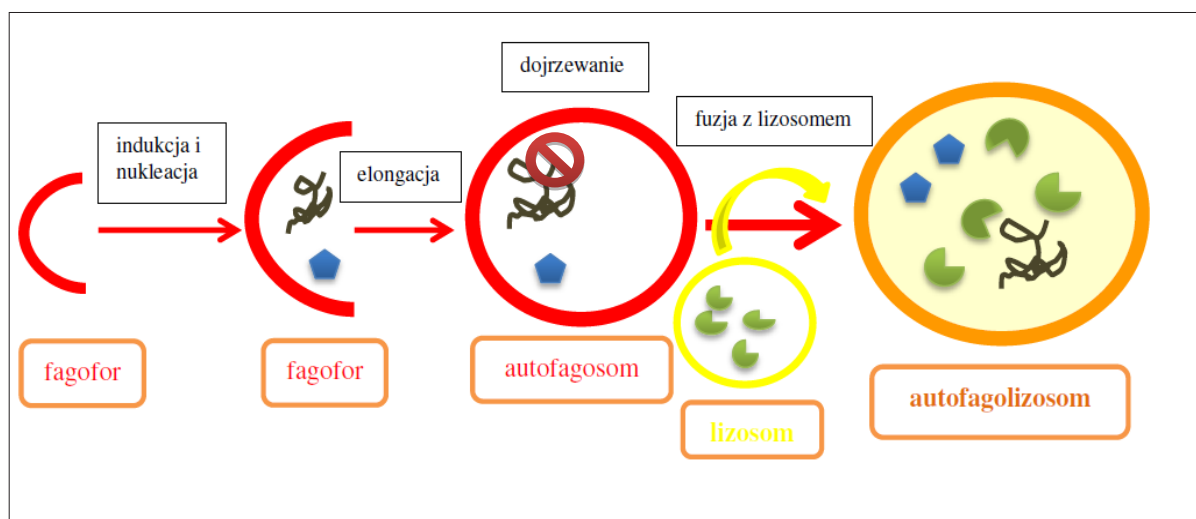 dojrzewanie
indukcja i
nukleacja
elongacja
fuzja z lizosomem
fagofor
fagofor
autofagosom
lizosom
autofagolizosom